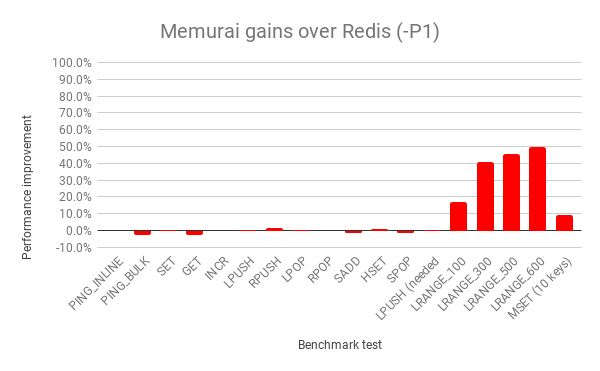 Memurai gains over Redis (-P1)
100.0%
90.0%
80.0%
70.0%
60.0%
50.0%
40.0%
30.0%
20.0%
10.0%
0.0%
-10.0%
Performance improvement
PING_INLINE
PING_BULK
SET
GET
INCR
LPUSH
RPUSH
LPOP
RPOP
SADD
HSET
SPOP
LPUSH (needed
LRANGE_100
LRANGE_300
LRANGE_500
LRANGE_600
MSET (10 keys)
Benchmark test